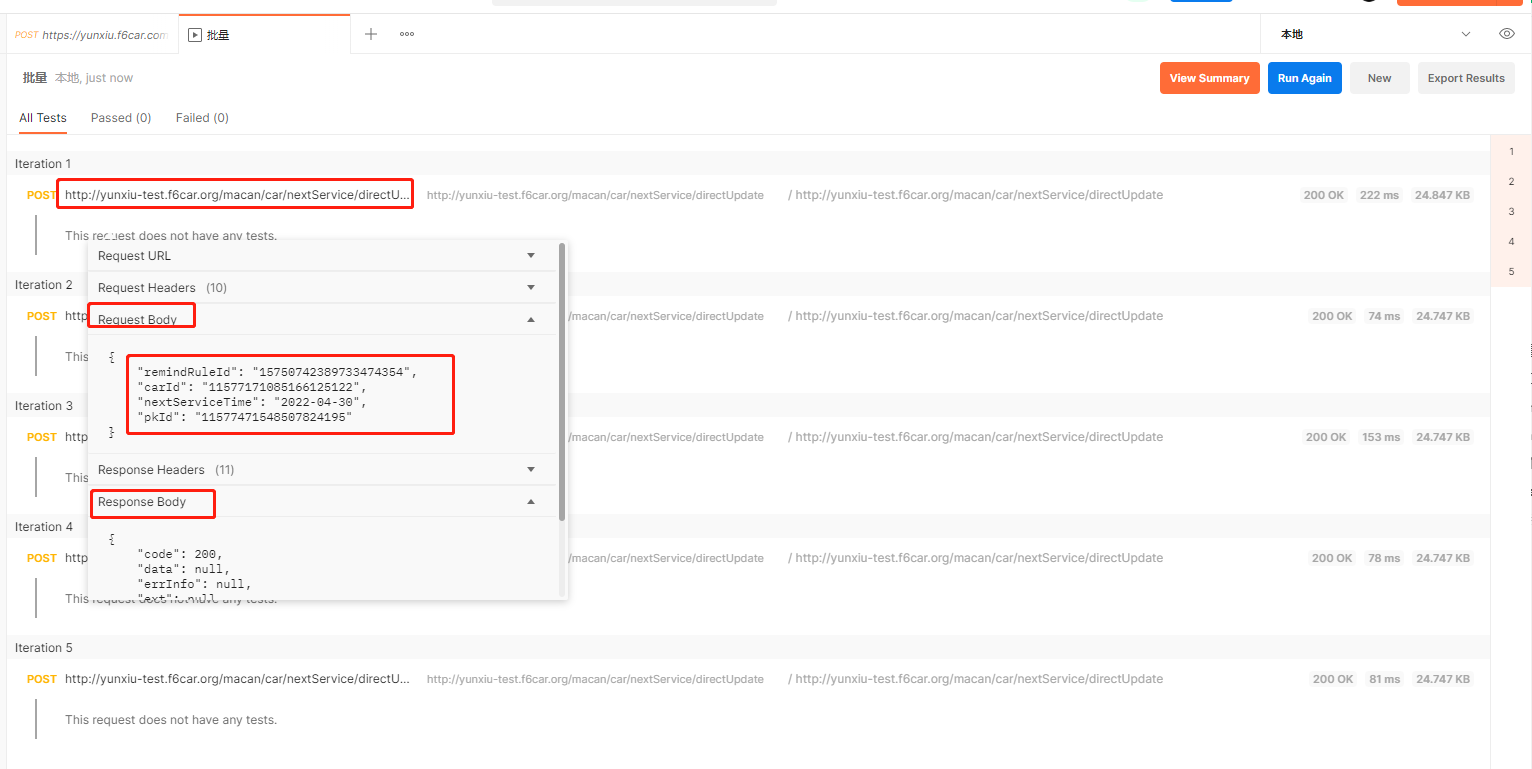 POST https://yunxiu.f6car.com
批量
本地
批量 本地, just now
View Summary
Run Again
New
Export Results
All Tests
Passed (0)
Failed (0)
Iteration 1
POST http://yunxiu-test.f6car.org/macan/car/nextService/directU... http://yunxiu-test.f6car.org/macan/car/nextService/directUpdate / http://yunxiu-test.f6car.org/macan/car/nextService/directUpdate 200 OK 222 ms 24.847 KB
This request does not have any tests.
Request URL
Request Headers (10)
Request Body
{
"remindRuleId": "15750742389733474354",
"carId": "11577171085166125122",
"nextServiceTime": "2022-04-30",
"pkId": "11577471548507824195"
}
Response Headers (11)
Response Body
{
"code": 200,
"data": null,
"errInfo": null,
"ext": null
Iteration 2
POST http /macan/car/nextService/directUpdate / http://yunxiu-test.f6car.org/macan/car/nextService/directUpdate 200 OK 74 ms 24.747 KB
This
Iteration 3
POST http /macan/car/nextService/directUpdate / http://yunxiu-test.f6car.org/macan/car/nextService/directUpdate 200 OK 153 ms 24.747 KB
This
Iteration 4
POST http /macan/car/nextService/directUpdate / http://yunxiu-test.f6car.org/macan/car/nextService/directUpdate 200 OK 78 ms 24.747 KB
This request does not have any tests.
Iteration 5
POST http://yunxiu-test.f6car.org/macan/car/nextService/directU... http://yunxiu-test.f6car.org/macan/car/nextService/directUpdate / http://yunxiu-test.f6car.org/macan/car/nextService/directUpdate 200 OK 81 ms 24.747 KB
This request does not have any tests.
1
2
3
4
5